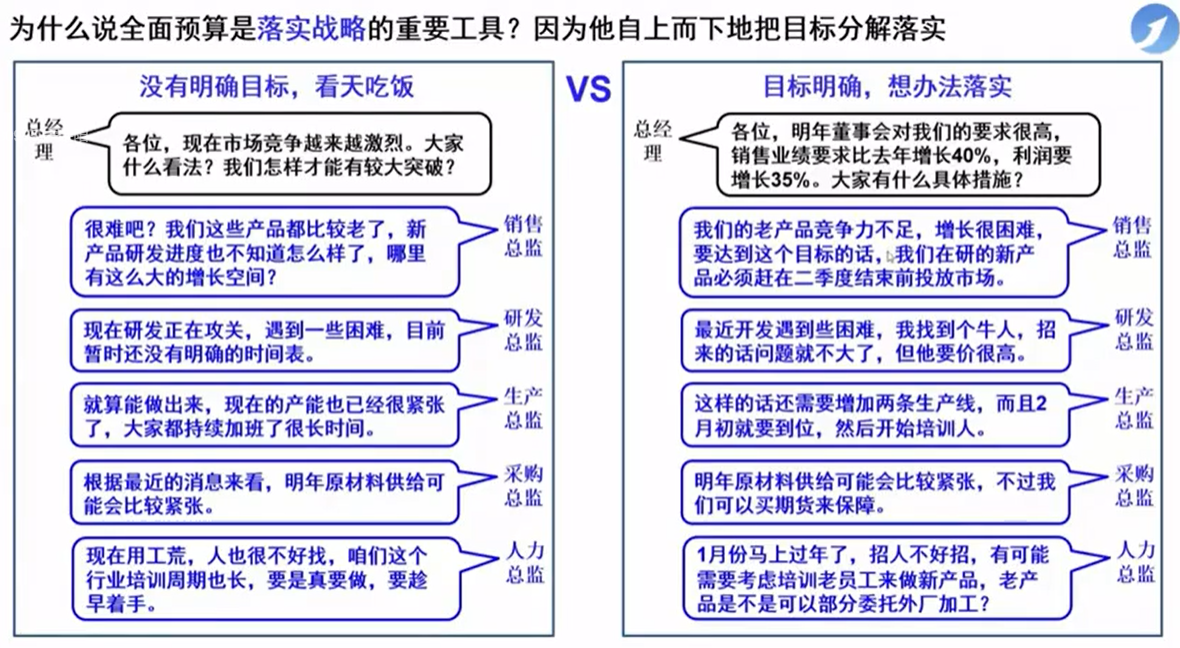 为什么说全面预算是落实战略的重要工具？因为他自上而下地把目标分解落实
没有明确目标，看天吃饭
总经
理
各位，现在市场竞争越来越激烈。大家
什么看法？我们怎样才能有较大突破？
很难吧？我们这些产品都比较老了，新
产品研发进度也不知道怎么样了，哪里
有这么大的增长空间？
销售
总监
现在研发正在攻关，遇到一些困难，目前
暂时还没有明确的时间表。
研发
总监
就算能做出来，现在的产能也已经很紧张
了，大家都持续加班了很长时间。
生产
总监
根据最近的消息来看，明年原材料供给可
能会比较紧张。
采购
总监
现在用工荒，人也很不好找，咱们这个
行业培训周期也长，要是真要做，要趁
早着手。
人力
总监
VS
目标明确，想办法落实
总经
理
各位，明年董事会对我们的要求很高，
销售业绩要求比去年增长40%，利润要
增长35%。大家有什么具体措施？
我们的老产品竞争力不足，增长很困难，
要达到这个目标的话，我们在研的新产
品必须赶在二季度结束前投放市场。
销售
总监
最近开发遇到些困难，我找到个牛人，招
来的话问题就不大了，但他要价很高。
研发
总监
这样的话还需要增加两条生产线，而且2
月初就要到位，然后开始培训人。
生产
总监
明年原材料供给可能会比较紧张，不过我
们可以买期货来保障。
采购
总监
1月份马上过年了，招人不好招，有可能
需要考虑培训老员工来做新产品，老产
品是不是可以部分委托外厂加工？
人力
总监